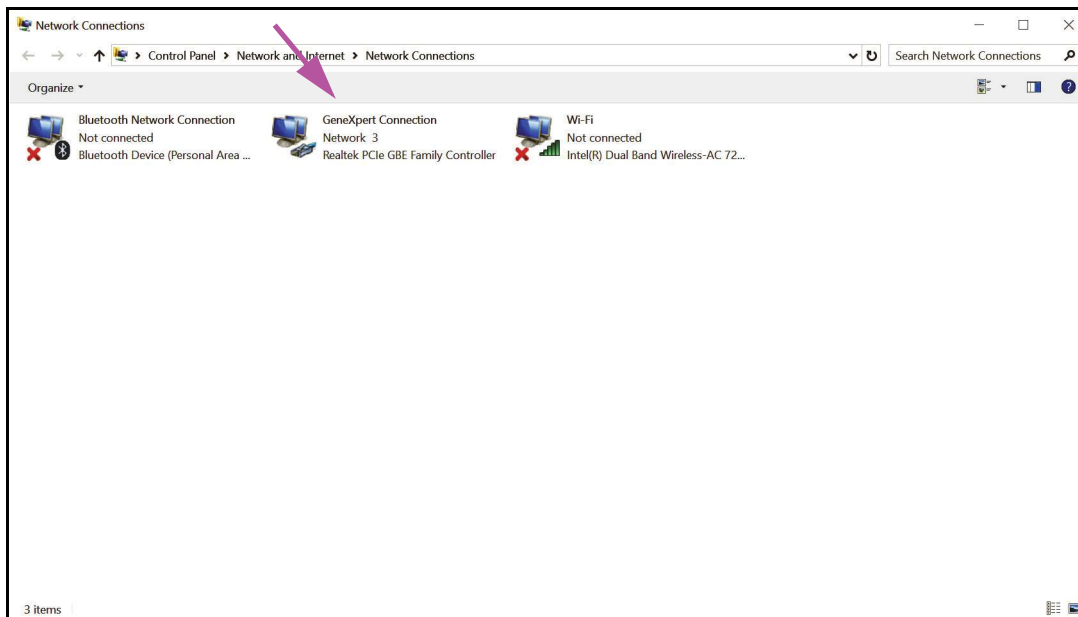 Network Connections
Control Panel > Network and Internet > Network Connections
Search Network Connections
Organize
Bluetooth Network Connection
Not connected
Bluetooth Device (Personal Area ...
GeneXpert Connection
Network 3
Realtek PCIe GBE Family Controller
Wi-Fi
Not connected
Intel(R) Dual Band Wireless-AC 72...
3 items